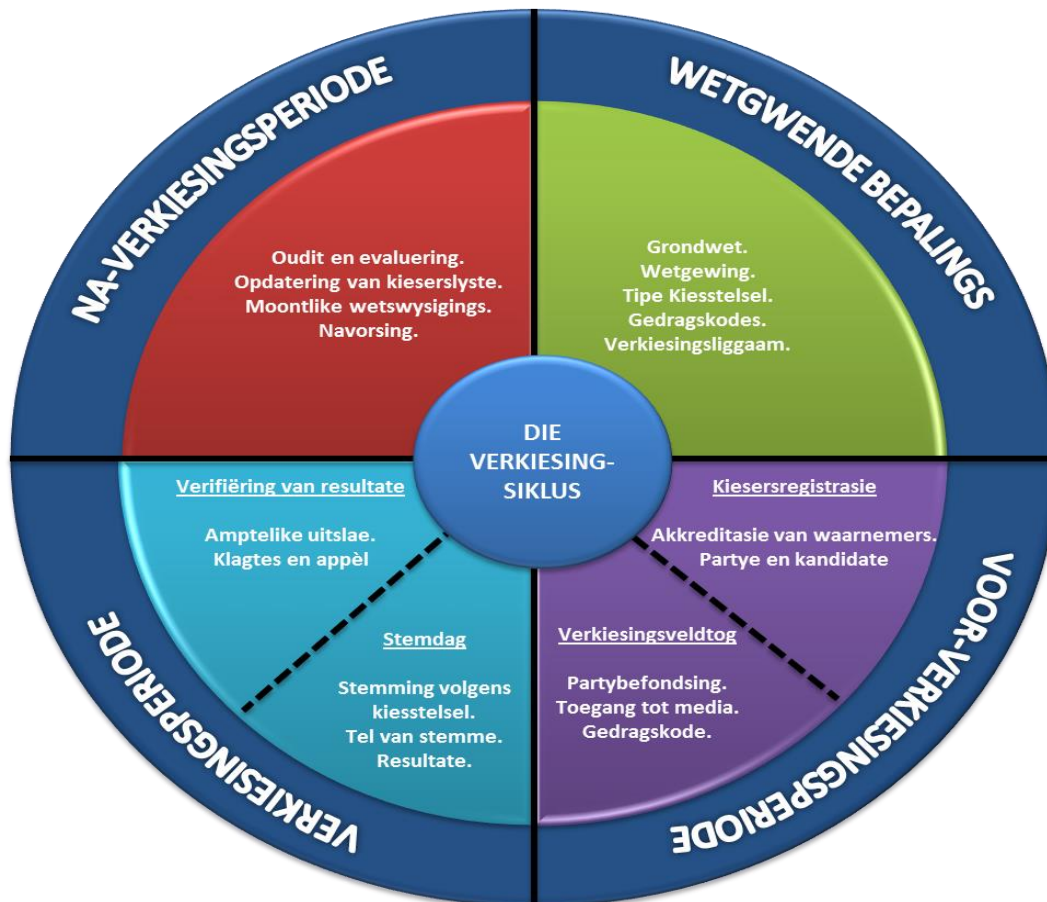 NA-VERKIESINGSPERIODE
Oudit en evaluering.
Opdatering van kieserslyste.
Moontlike wetswysigings.
Navorsing.
WETGWENDE BEPALINGS
Grondwet.
Wetgewing.
Tipe Kiesstelsel.
Gedragskodes.
Verkiesingsliggaam.
DIE
VERKIESING-
SIKLUS
Verifiëring van resultate
Amptelike uitslae.
Klagtes en appèl
Stemdag
Stemming volgens
kiesstelsel.
Tel van stemme.
Resultate.
VERKIESINGSPERIODE
Kiesersregistrasie
Akkreditasie van waarnemers.
Partye en kandidate
Verkiesingsveldtog
Partybefondsing.
Toegang tot media.
Gedragskode.
VOOR-VERKIESINGSPERIODE